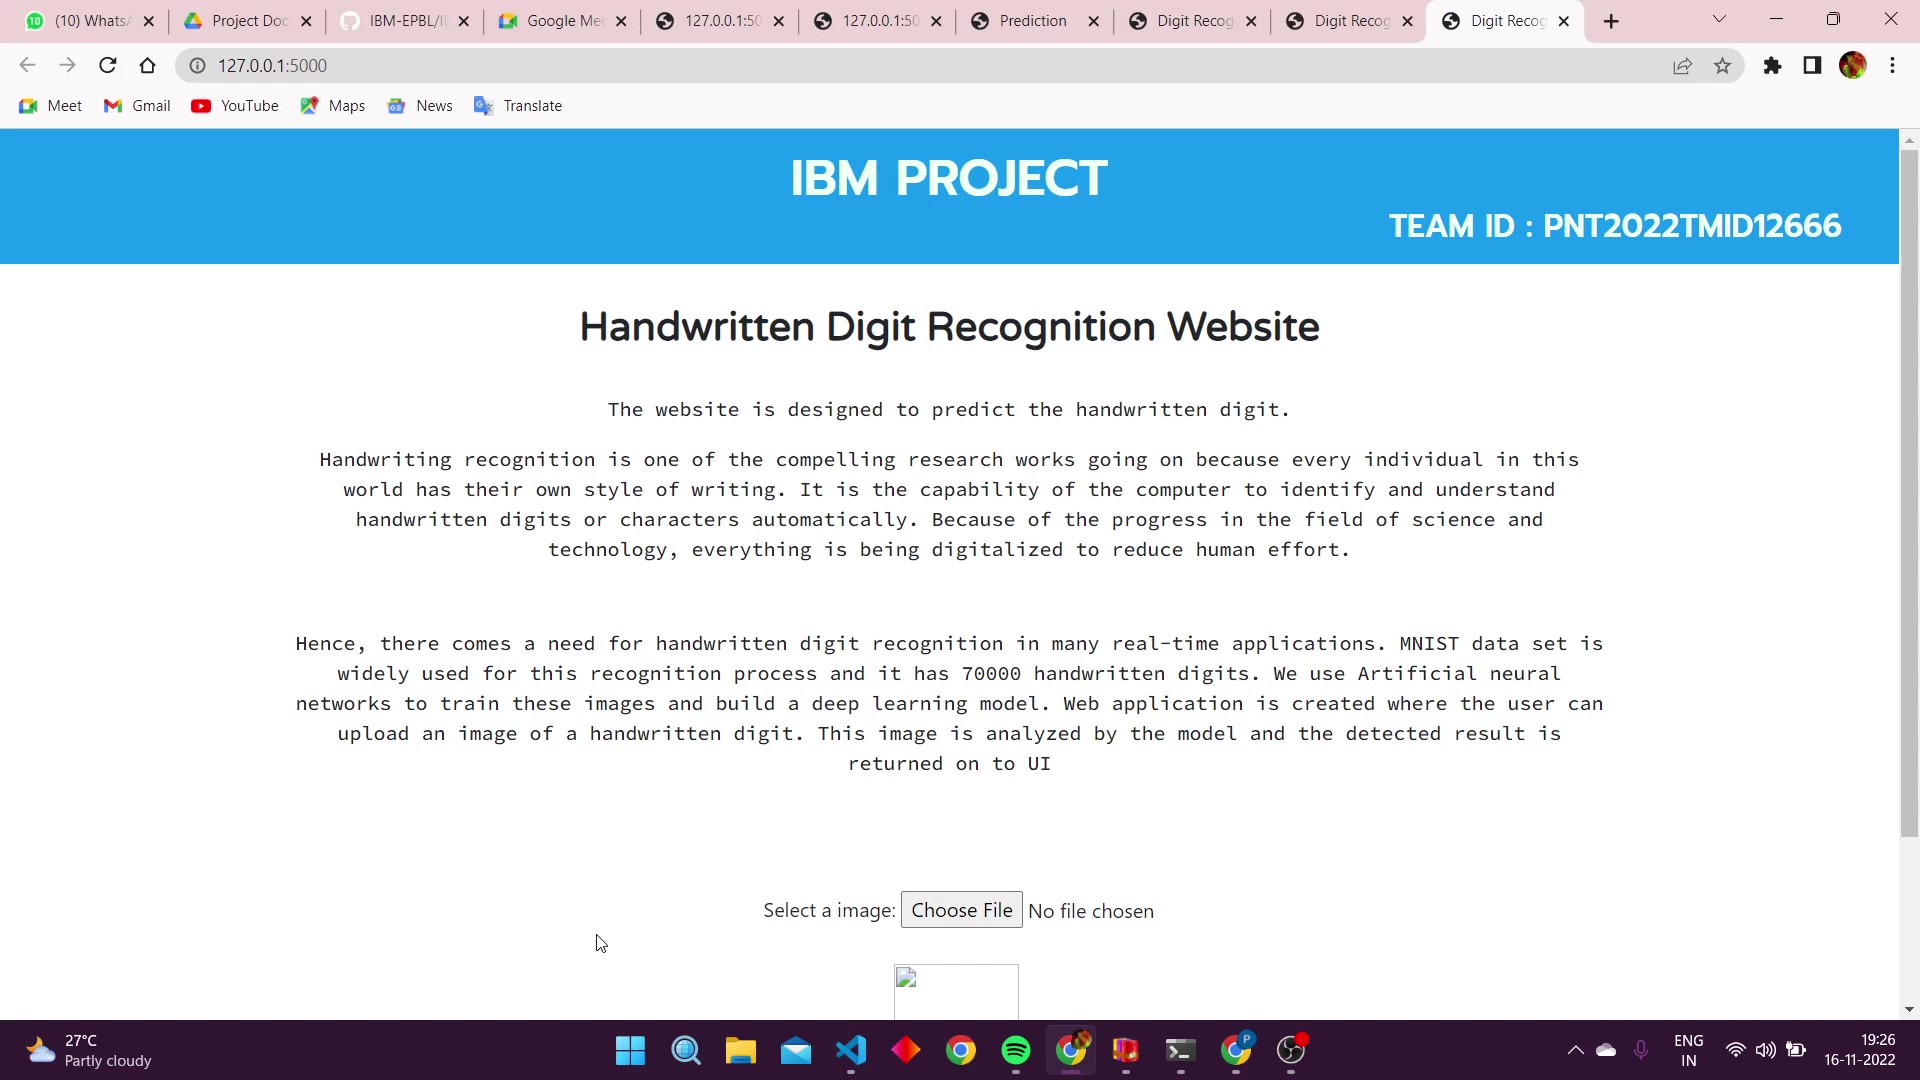 (10) WhatsA
Project Doc
IBM-EPBL/I
Google Mee
127.0.0.1:50
127.0.0.1:50
Prediction
Digit Recog
Digit Recog
Digit Recog
127.0.0.1:5000
Meet
Gmail
YouTube
Maps
News
Translate
IBM PROJECT
TEAM ID : PNT2022TMID12666
Handwritten Digit Recognition Website
The website is designed to predict the handwritten digit.
Handwriting recognition is one of the compelling research works going on because every individual in this
world has their own style of writing. It is the capability of the computer to identify and understand
handwritten digits or characters automatically. Because of the progress in the field of science and
technology, everything is being digitalized to reduce human effort.
Hence, there comes a need for handwritten digit recognition in many real-time applications. MNIST data set is
widely used for this recognition process and it has 70000 handwritten digits. We use Artificial neural
networks to train these images and build a deep learning model. Web application is created where the user can
upload an image of a handwritten digit. This image is analyzed by the model and the detected result is
returned on to UI
Select a image: Choose File No file chosen
27°C
Partly cloudy
ENG
IN
19:26
16-11-2022